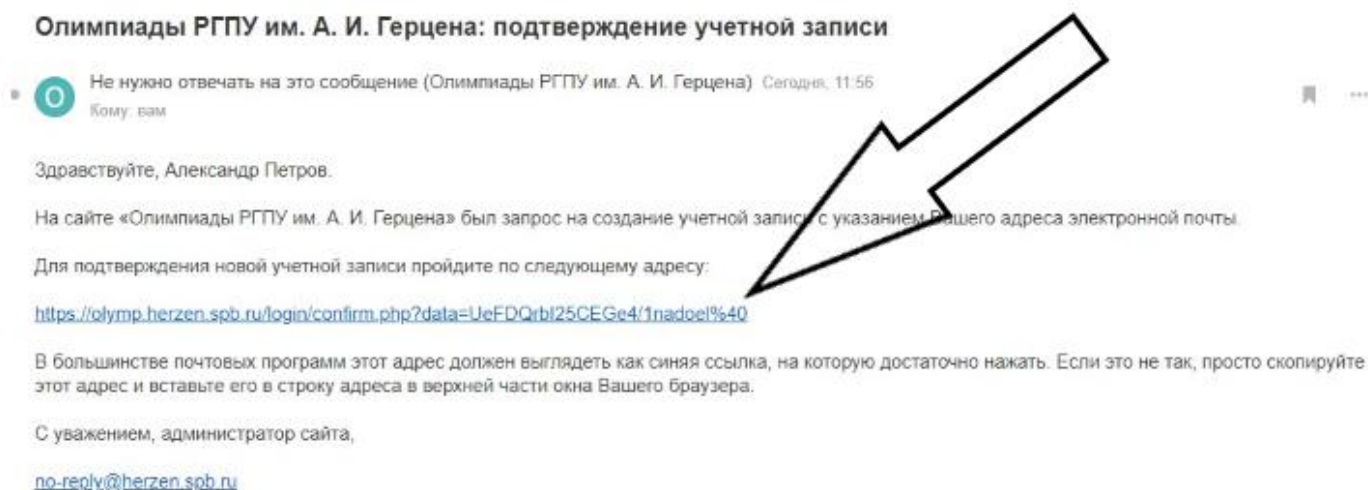 Олимпиады РГПУ им. А. И. Герцена: подтверждение учетной записи
О
Не нужно отвечать на это сообщение (Олимпиады РГПУ им. А. И. Герцена) Сегодня, 11:56
Кому: вам
Здравствуйте, Александр Петров.
На сайте «Олимпиады РГПУ им. А. И. Герцена» был запрос на создание учетной записи с указанием Вашего адреса электронной почты.
Для подтверждения новой учетной записи пройдите по следующему адресу:
https://olymp.herzen.spb.ru/login/confirm.php?data=UeFDQrbI25CEGe4/1nadoel%40
В большинстве почтовых программ этот адрес должен выглядеть как синяя ссылка, на которую достаточно нажать. Если это не так, просто скопируйте
этот адрес и вставьте его в строку адреса в верхней части окна Вашего браузера.
С уважением, администратор сайта,
no-reply@herzen.spb.ru